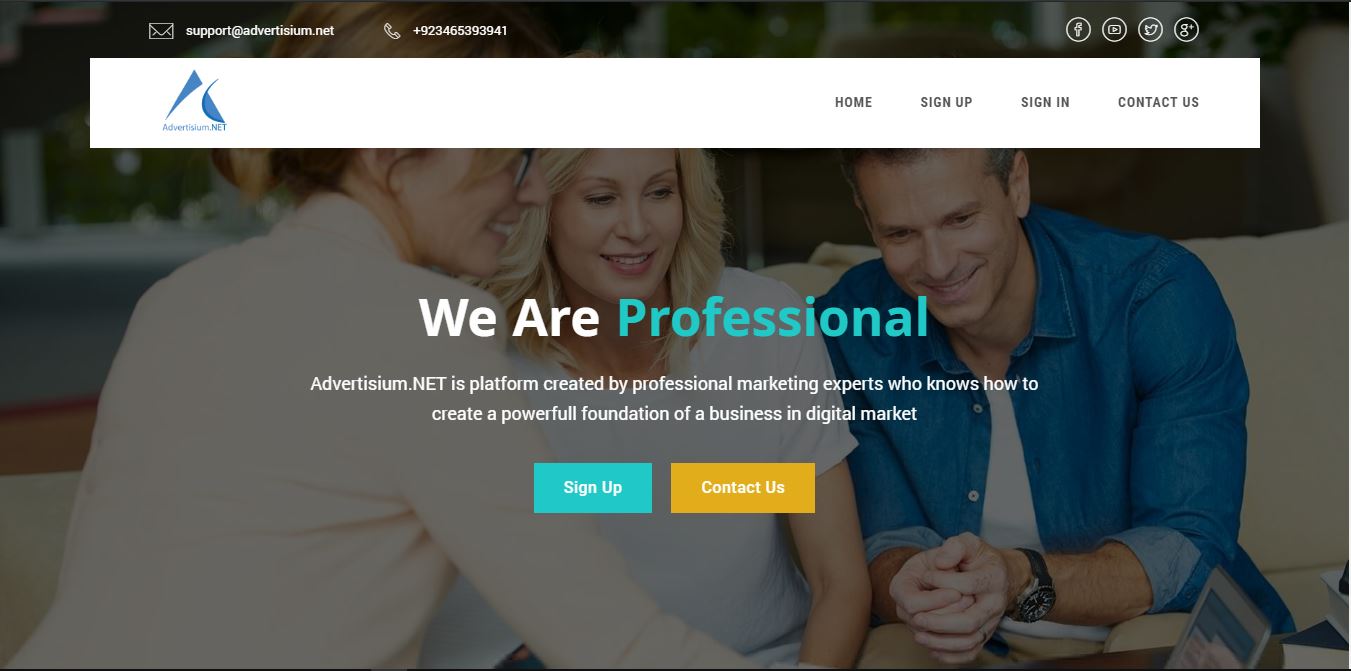 support@advertisium.net
+923465393941
Advertisium.NET
HOME
SIGN UP
SIGN IN
CONTACT US
We Are Professional
Advertisium.NET is platform created by professional marketing experts who knows how to
create a powerfull foundation of a business in digital market
Sign Up
Contact Us